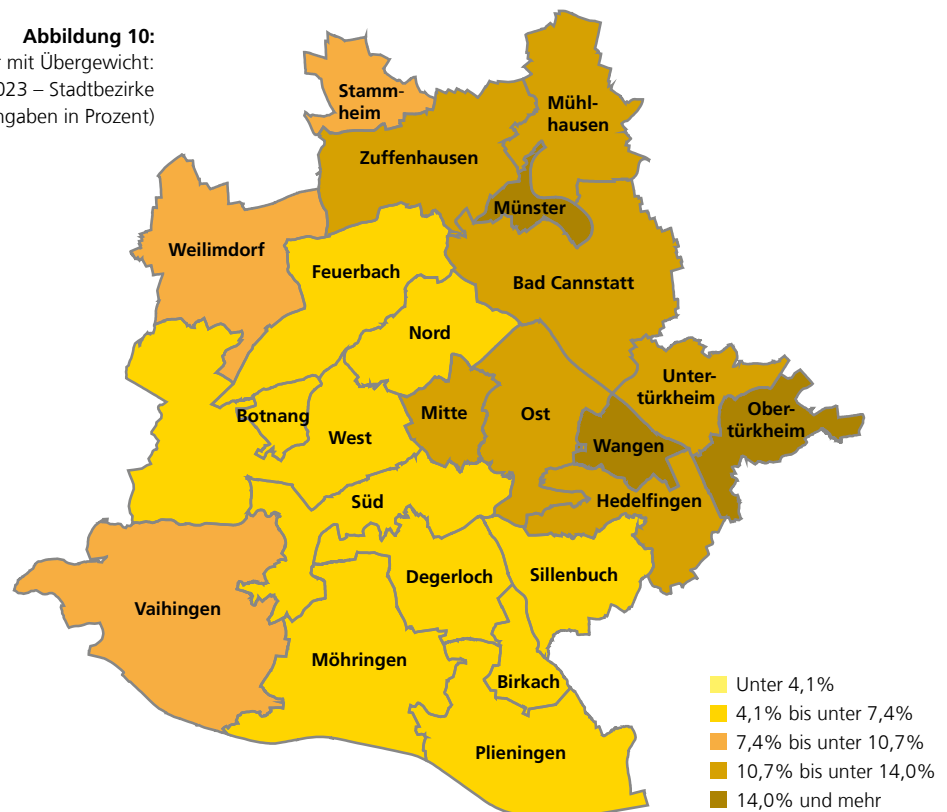 Abbildung 10:
mit Übergewicht:
023 – Stadtbezirke
ngaben in Prozent)
Stamm-
heim
Mühl-
hausen
Zuffenhausen
Münster
Weilimdorf
Feuerbach
Bad Cannstatt
Nord
Unter-
türkheim
Ober-
türkheim
Botnang
West
Mitte
Ost
Wangen
Süd
Hedelfingen
Degerloch
Sillenbuch
Vaihingen
Möhringen
Birkach
Plieningen
Unter 4,1%
4,1% bis unter 7,4%
7,4% bis unter 10,7%
10,7% bis unter 14,0%
14,0% und mehr